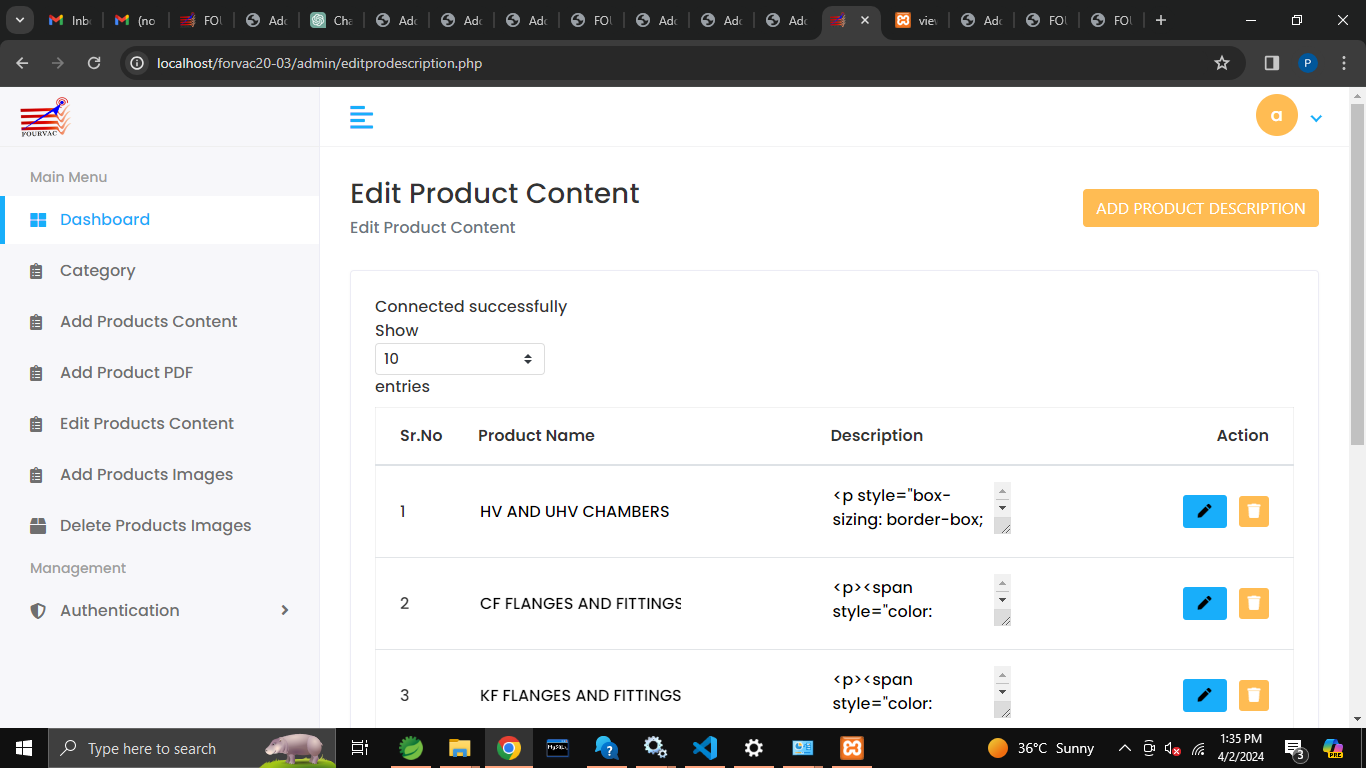 Inb
(no
FOU
Adc
Cha
Adc
Adc
Adc
FOU
Adc
Adc
Adc
view
Adc
FOU
FOU
localhost/forvac20-03/admin/editprodescription.php
P
FOURVAC
a
Main Menu
Dashboard
Category
Add Products Content
Add Product PDF
Edit Products Content
Add Products Images
Delete Products Images
Management
Authentication
Edit Product Content
Edit Product Content
ADD PRODUCT DESCRIPTION
Connected successfully
Show
10
entries
Sr.No Product Name Description Action
1 HV AND UHV CHAMBERS <p style="box-
sizing: border-box;
2 CF FLANGES AND FITTINGS <p><span
style="color:
3 KF FLANGES AND FITTINGS <p><span
style="color:
Type here to search
MySQL
36°C Sunny
1:35 PM
4/2/2024
3
PRE